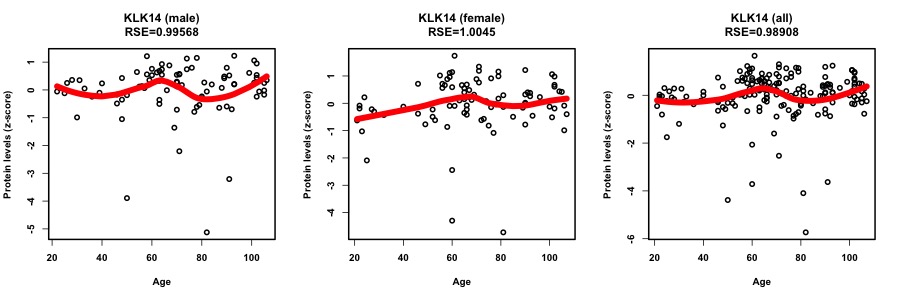 KLK14 (male)
RSE=0.99568
1
0
-1
-2
-3
-4
-5
Protein levels (z-score)
20 40 60 80 100
Age
KLK14 (female)
RSE=1.0045
1
0
-1
-2
-3
-4
Protein levels (z-score)
20 40 60 80 100
Age
KLK14 (all)
RSE=0.98908
0
-2
-4
-6
Protein levels (z-score)
20 40 60 80 100
Age